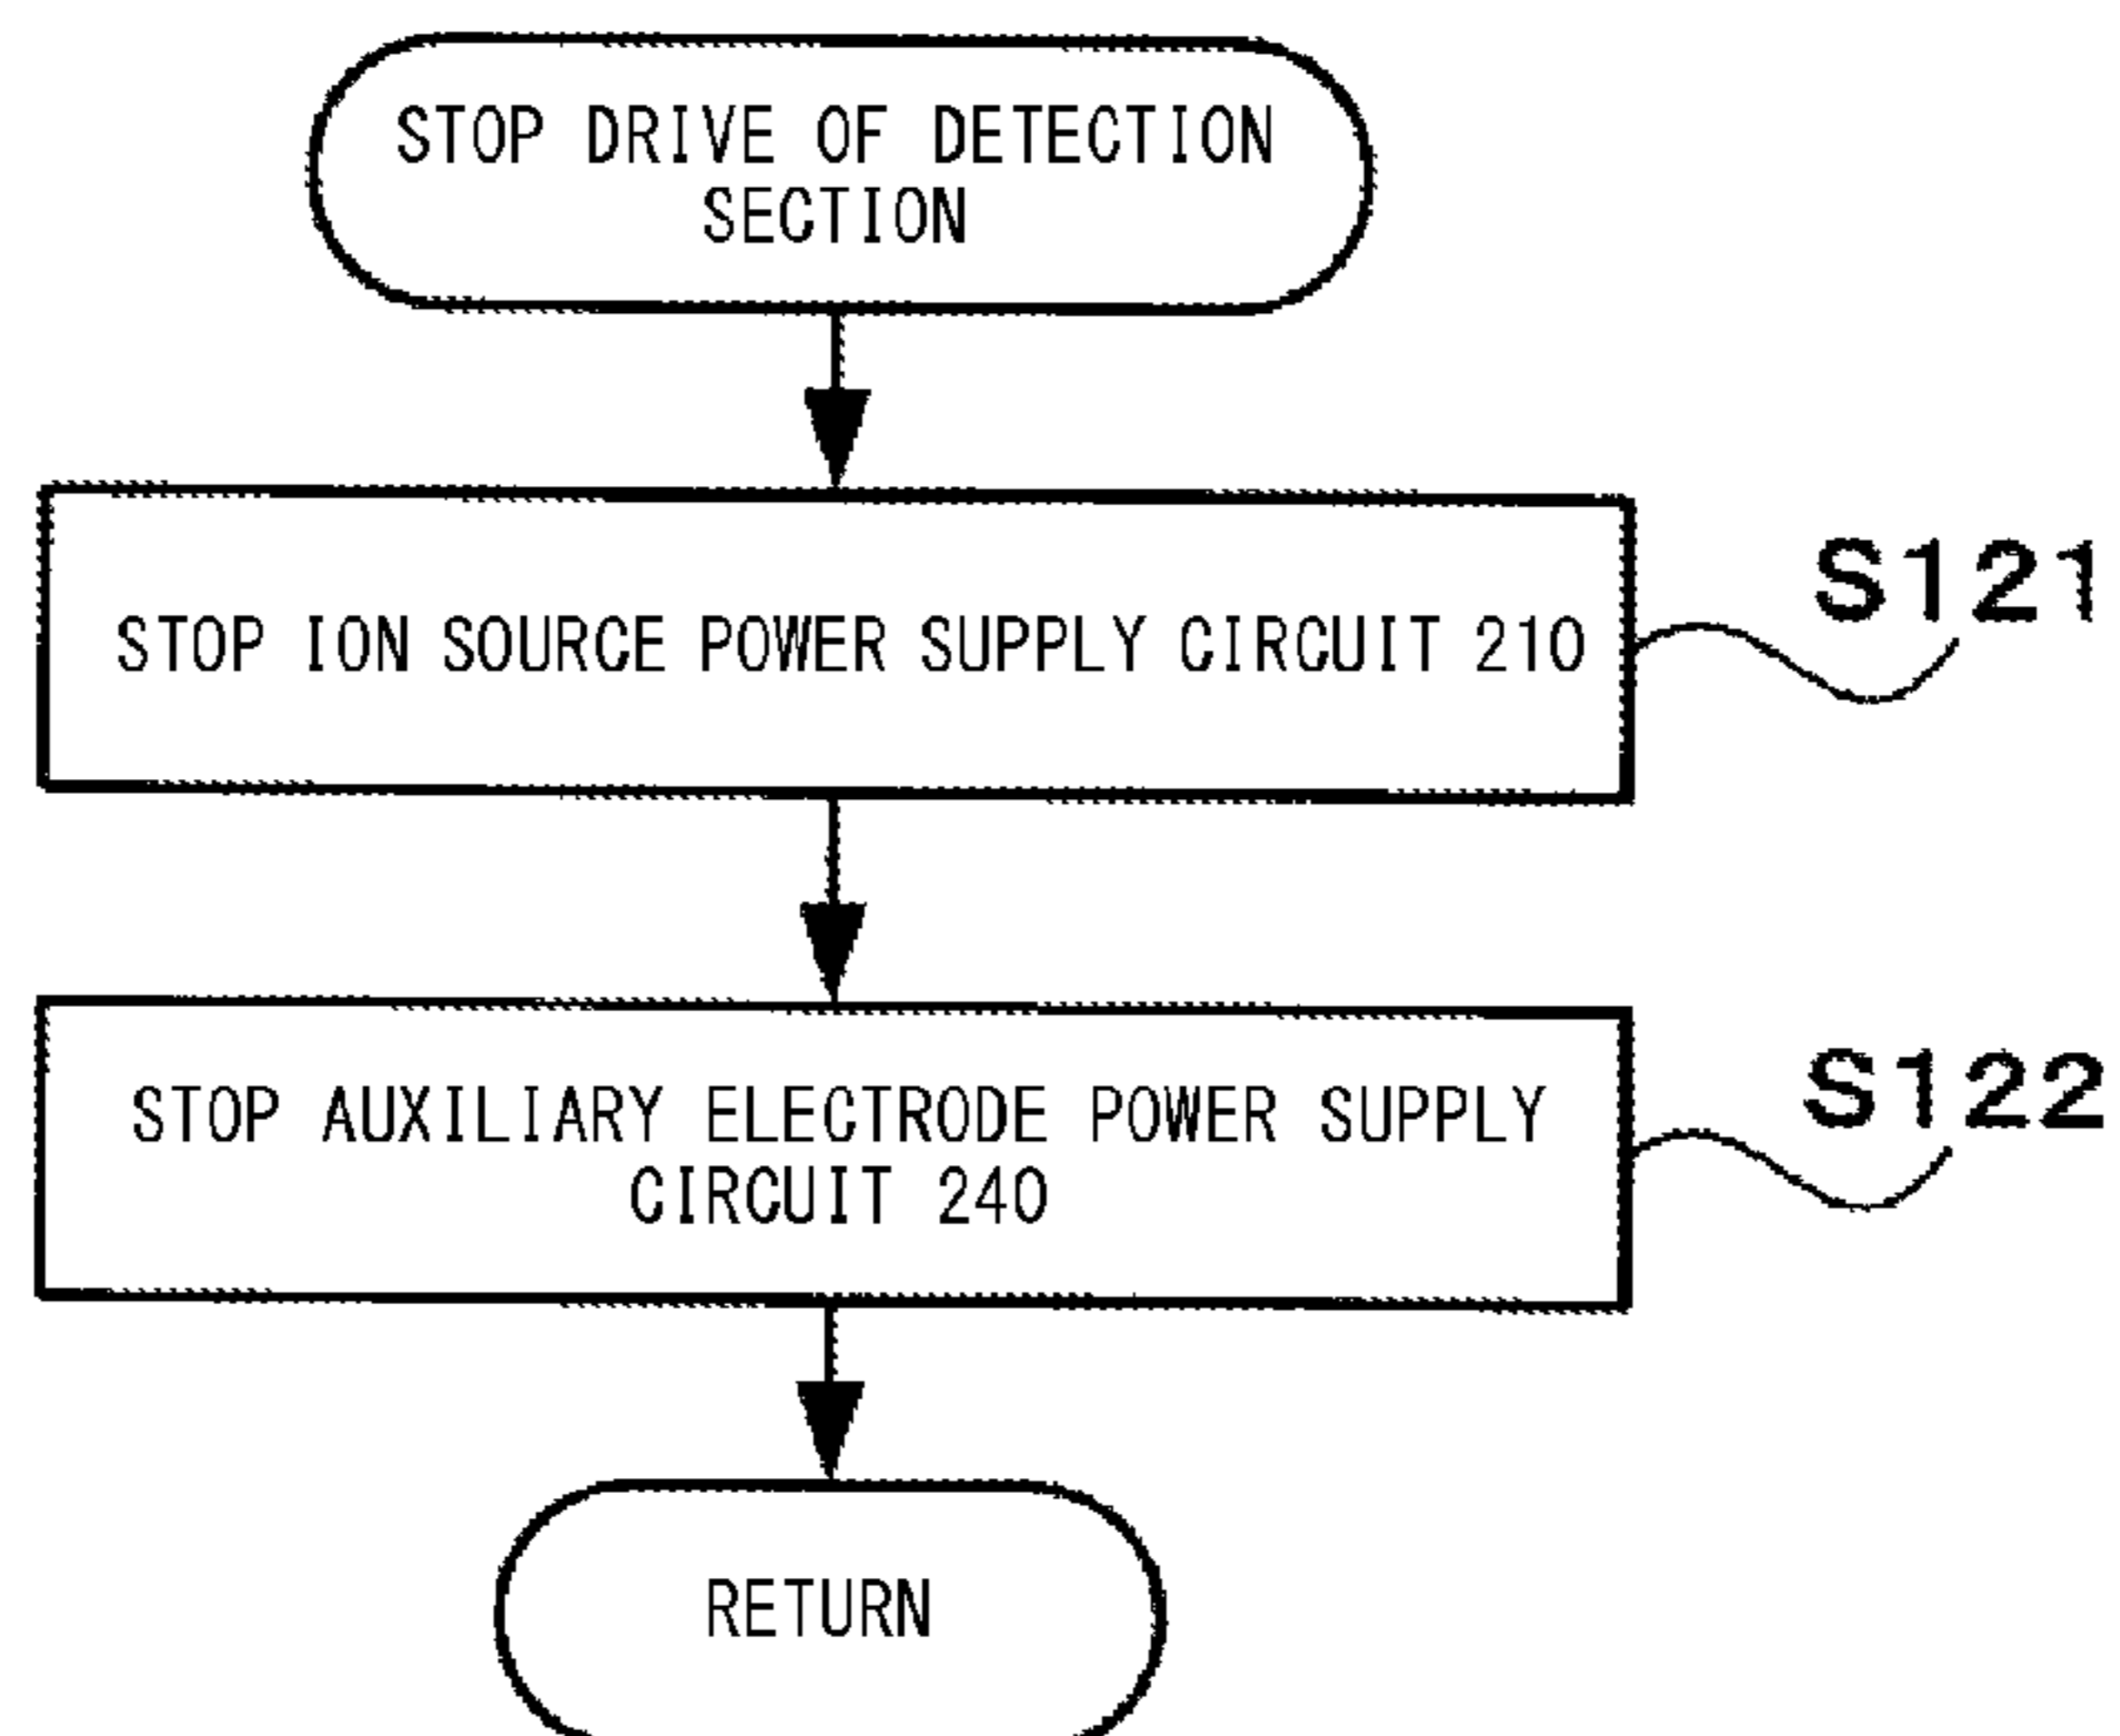 STOP DRIVE OF DETECTION
SECTION
STOP ION SOURCE POWER SUPPLY CIRCUIT 210
S121
STOP AUXILIARY ELECTRODE POWER SUPPLY
CIRCUIT 240
S122
RETURN